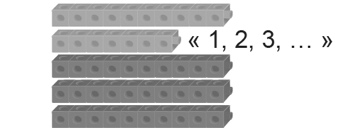 « 1, 2, 3, … »